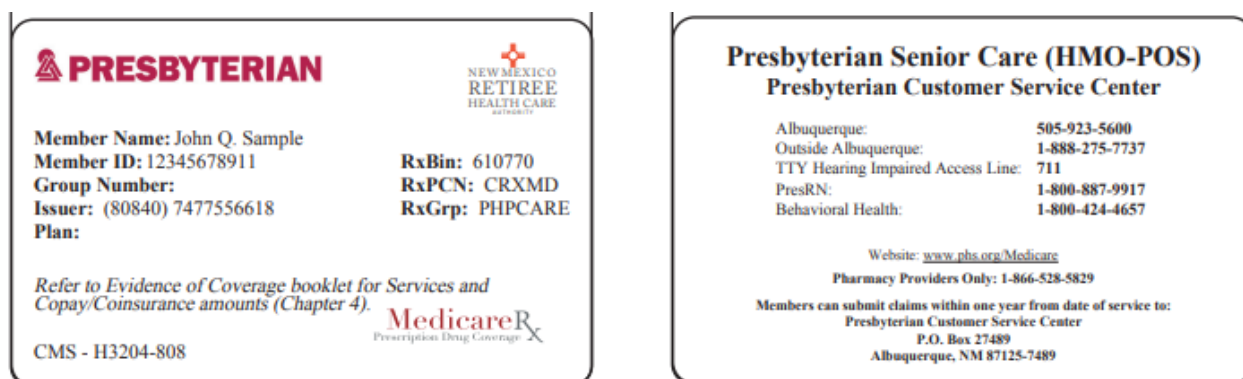 PRESBYTERIAN
NEW MEXICO
RETIREE
HEALTH CARE
AUTHORITY
Member Name: John Q. Sample
Member ID: 12345678911
RxBin: 610770
Group Number:
RxPCN: CRXMD
Issuer: (80840) 7477556618
RxGrp: PHPCARE
Plan:
Refer to Evidence of Coverage booklet for Services and
Copay/Coinsurance amounts (Chapter 4).
MedicareRx
Prescription Drug Coverage
CMS - H3204-808
Presbyterian Senior Care (HMO-POS)
Presbyterian Customer Service Center
Albuquerque: 505-923-5600
Outside Albuquerque: 1-888-275-7737
TTY Hearing Impaired Access Line: 711
PresRN: 1-800-887-9917
Behavioral Health: 1-800-424-4657
Website: www.phs.org/Medicare
Pharmacy Providers Only: 1-866-528-5829
Members can submit claims within one year from date of service to:
Presbyterian Customer Service Center
P.O. Box 27489
Albuquerque, NM 87125-7489